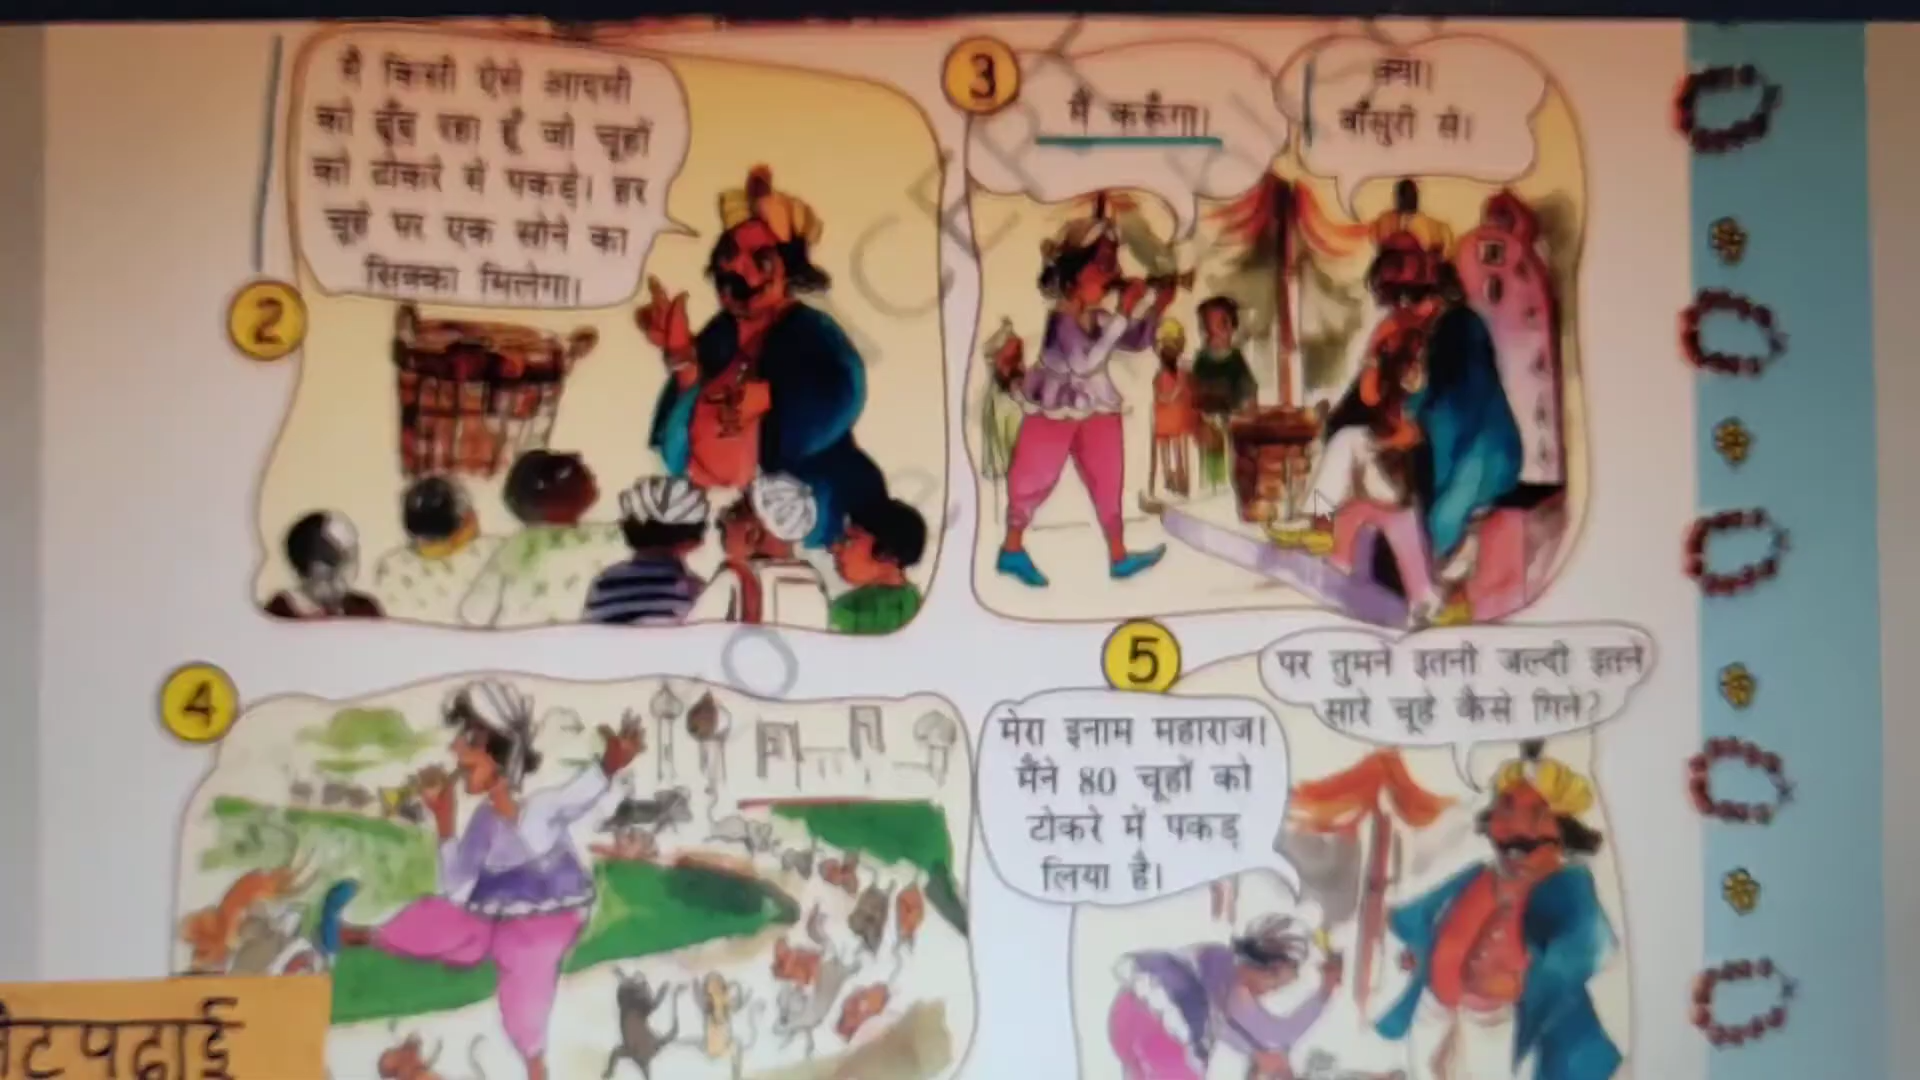 2
मैं किसी ऐसे आदमी
को ढूँढ रहा हूँ जो चूहों
को टोकरे में पकड़े। हर
चूहे पर एक सोने का
सिक्का मिलेगा।
3
मैं करूँगा।
क्या।
बाँसुरी से।
4
5
मेरा इनाम महाराज।
मैंने 80 चूहों को
टोकरे में पकड़
लिया है।
पर तुमने इतनी जल्दी इतने
सारे चूहे कैसे गिने?
पढाई